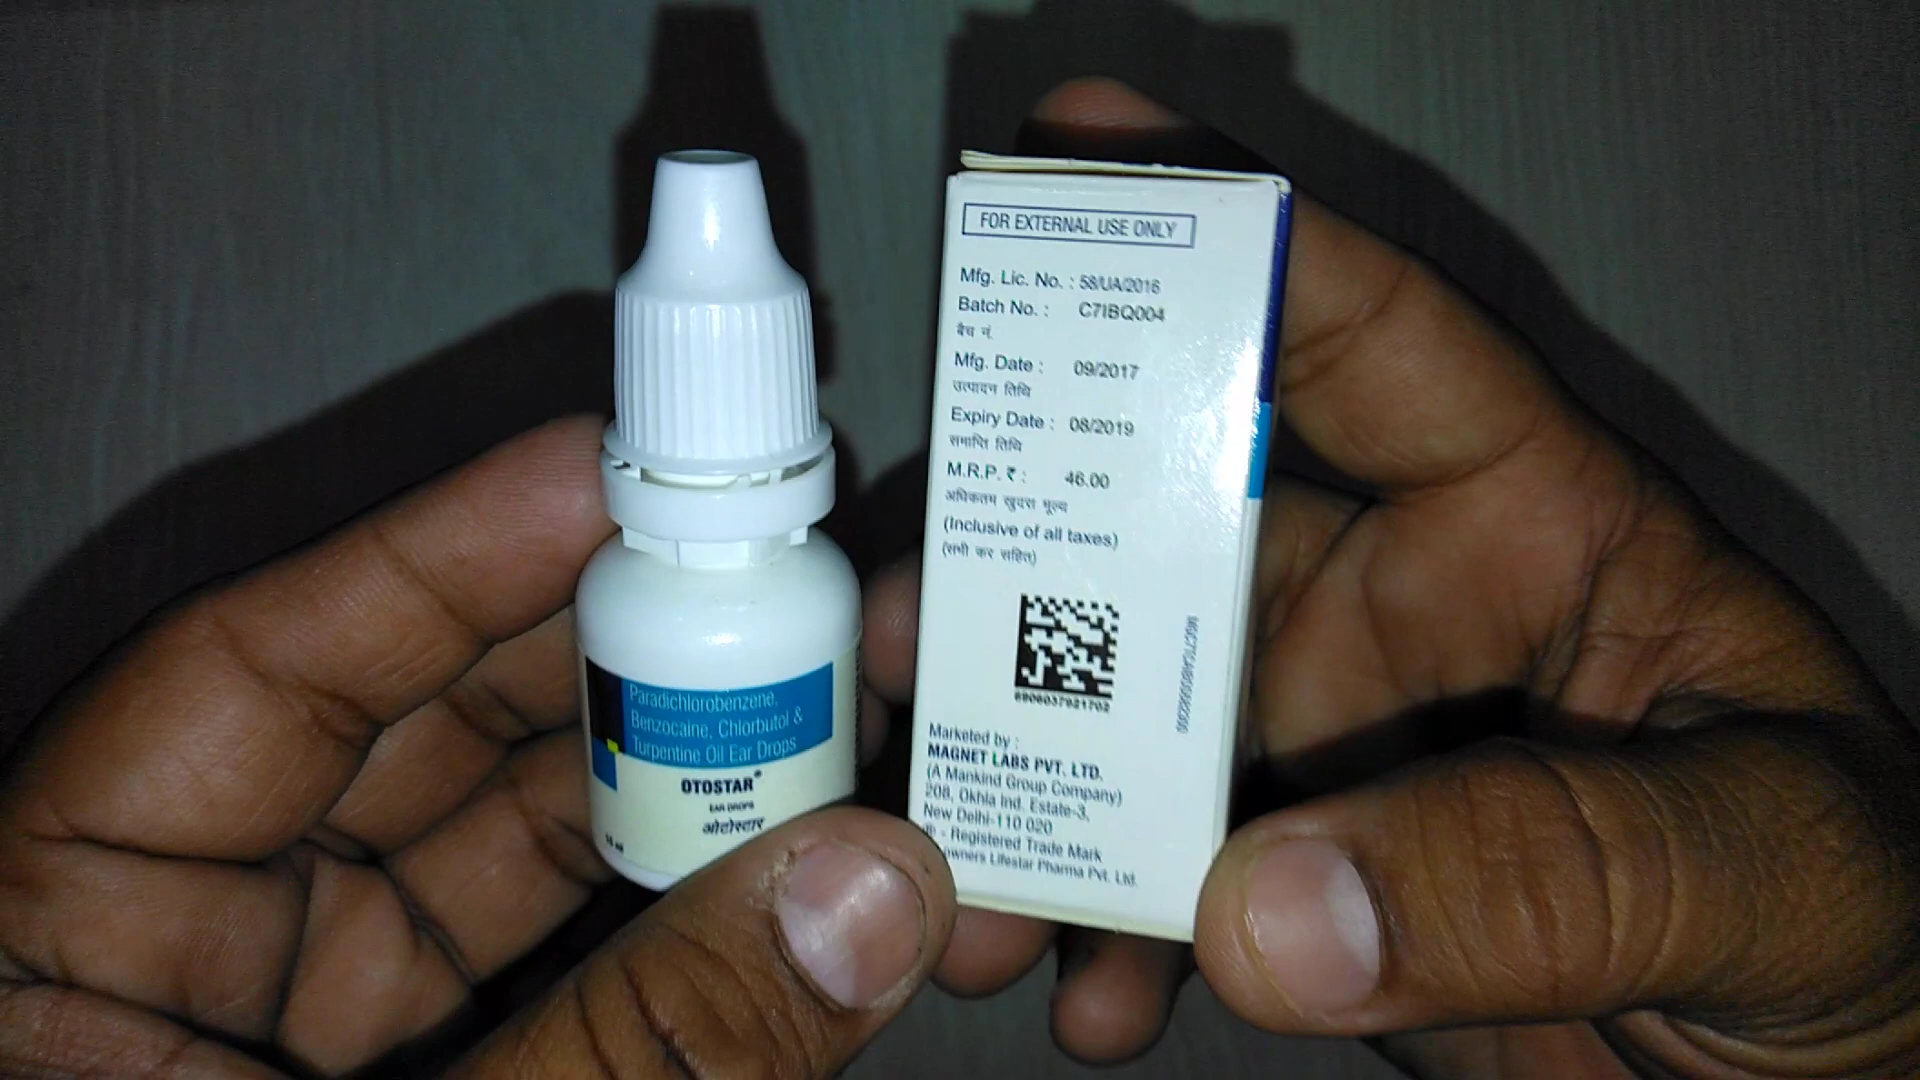 Paradichlorobenzene,
Benzocaine, Chlorbutol &
Turpentine Oil Ear Drops
OTOSTAR®
EAR DROPS
ओटोस्टार
10 ml
FOR EXTERNAL USE ONLY
Mfg. Lic. No. : 58/UA/2016
Batch No. : C7IBQ004
बैच नं.
Mfg. Date : 09/2017
उत्पादन तिथि
Expiry Date : 08/2019
समाप्ति तिथि
M.R.P. ₹ : 46.00
अधिकतम खुदरा मूल्य
(Inclusive of all taxes)
(सभी कर सहित)
Marketed by :
MAGNET LABS PVT. LTD.
(A Mankind Group Company)
208, Okhla Ind. Estate-3,
New Delhi-110 020
® - Registered Trade Mark
owners Lifestar Pharma Pvt. Ltd.